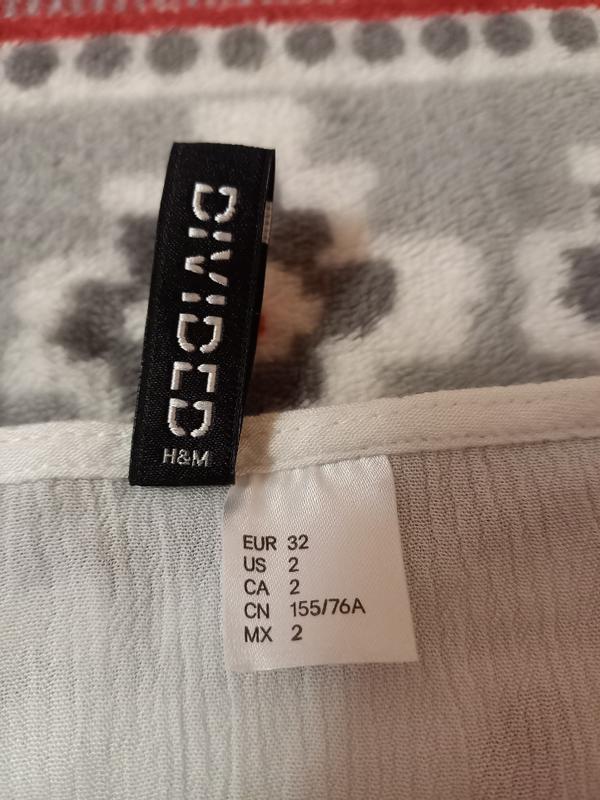 DIVIDED
H&M
EUR 32
US 2
CA 2
CN 155/76A
MX 2